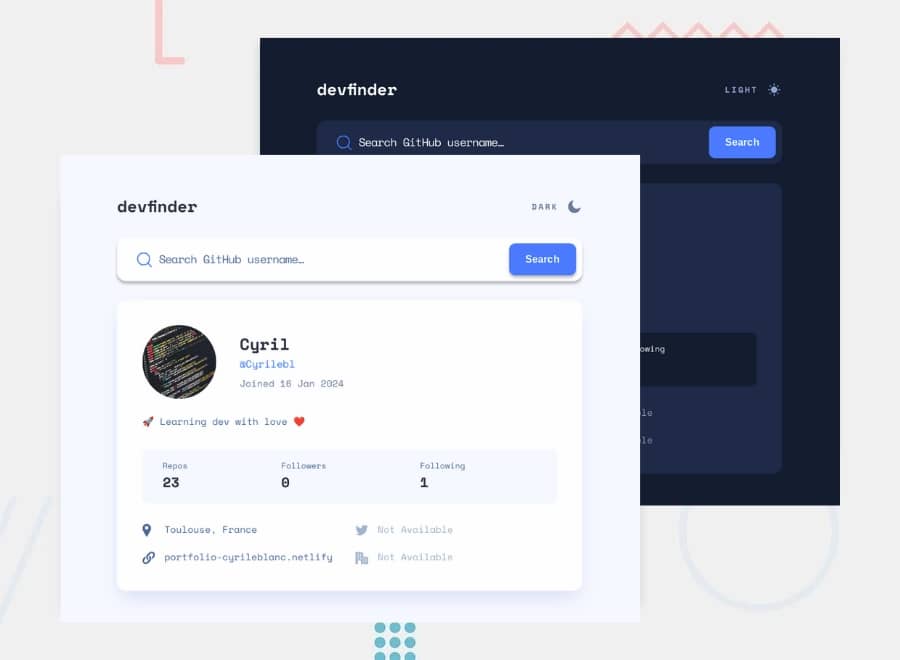 devfinder
LIGHT
Search GitHub username…
Search
devfinder
DARK
Search GitHub username…
Search
Cyril
@Cyrilebl
Joined 16 Jan 2024
🚀 Learning dev with love ❤️
Repos Followers Following
23 0 1
Toulouse, France Not Available
portfolio-cyrileblanc.netlify Not Available
owing
le
le